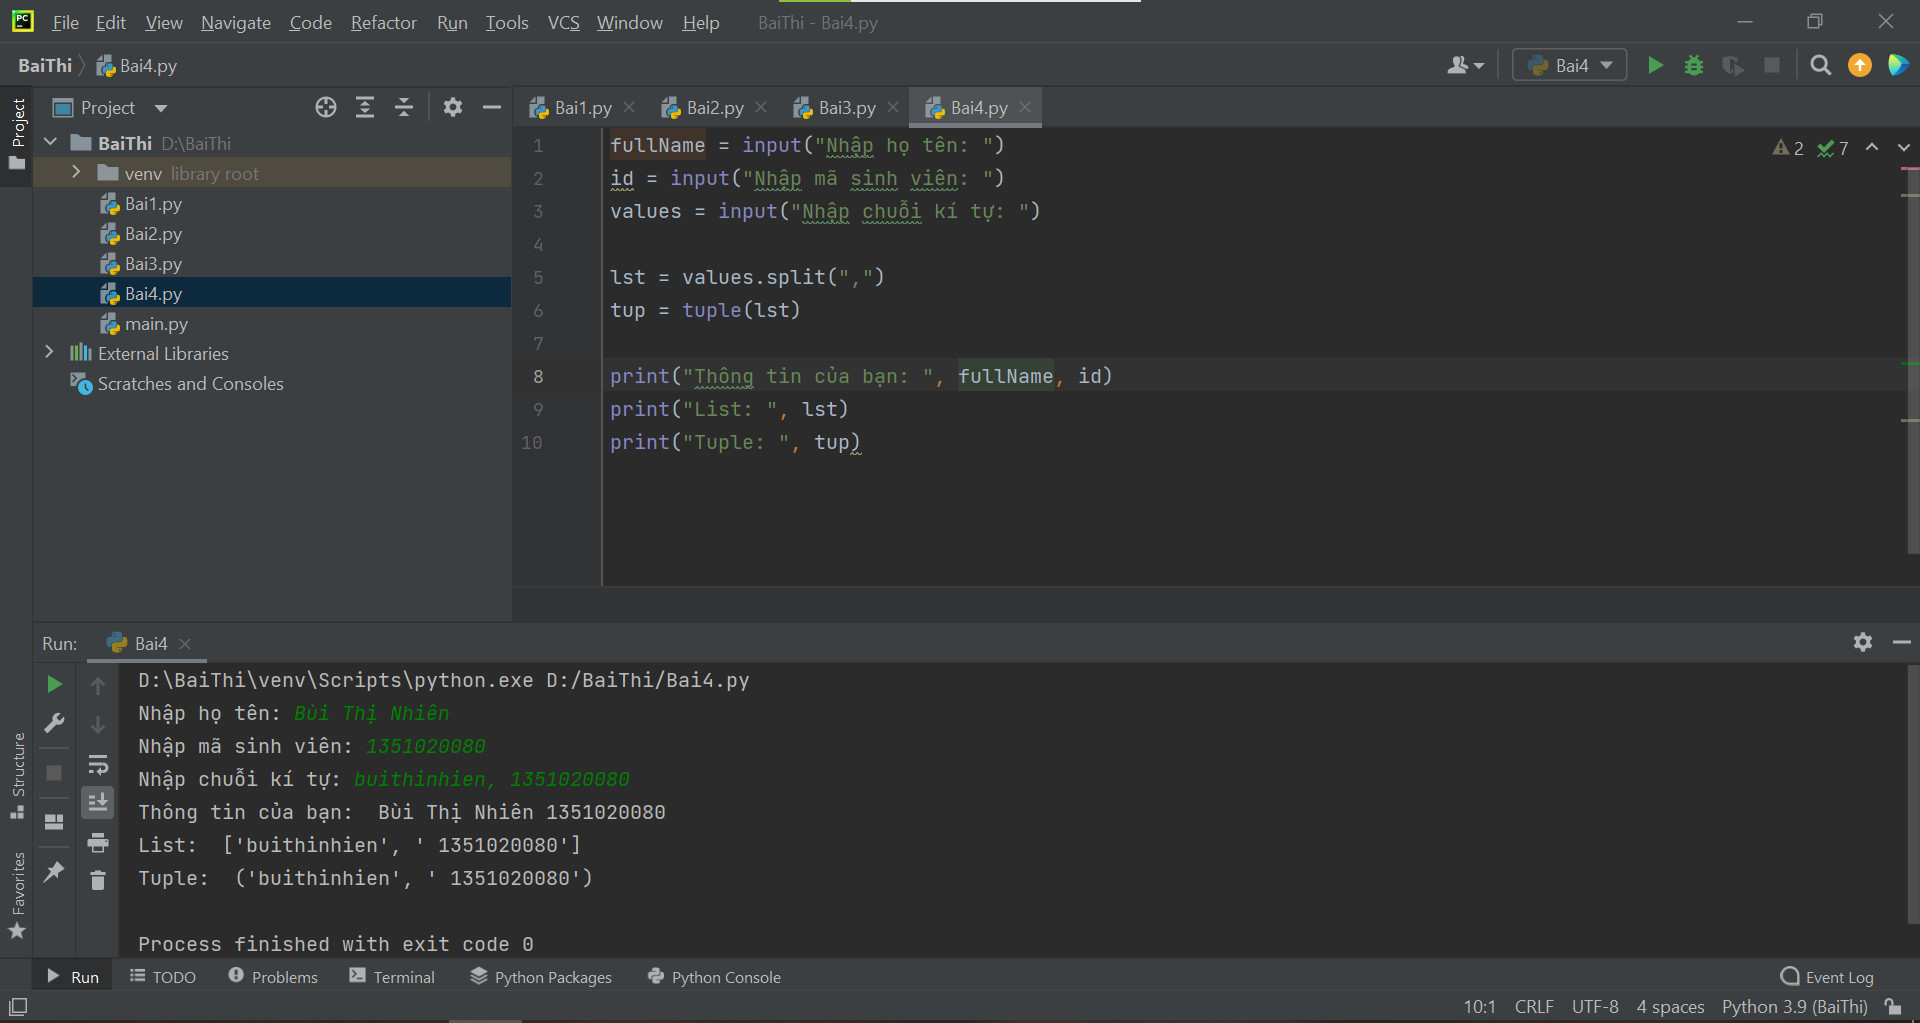 PC File Edit View Navigate Code Refactor Run Tools VCS Window Help BaiThi - Bai4.py
BaiThi Bai4.py Bai4
Project
Project
Bai1.py Bai2.py Bai3.py Bai4.py
BaiThi D:\BaiThi
venv library root
Bai1.py
Bai2.py
Bai3.py
Bai4.py
main.py
External Libraries
Scratches and Consoles
2 7
1 fullName = input("Nhập họ tên: ")
2 id = input("Nhập mã sinh viên: ")
3 values = input("Nhập chuỗi kí tự: ")
4
5 lst = values.split(",")
6 tup = tuple(lst)
7
8 print("Thông tin của bạn: ", fullName, id)
9 print("List: ", lst)
10 print("Tuple: ", tup)
Run: Bai4
D:\BaiThi\venv\Scripts\python.exe D:/BaiThi/Bai4.py
Nhập họ tên: Bùi Thị Nhiên
Nhập mã sinh viên: 1351020080
Nhập chuỗi kí tự: buithinhien, 1351020080
Thông tin của bạn:  Bùi Thị Nhiên 1351020080
List:  ['buithinhien', ' 1351020080']
Tuple:  ('buithinhien', ' 1351020080')
Process finished with exit code 0
Structure
Favorites
Run TODO Problems Terminal Python Packages Python Console Event Log
10:1 CRLF UTF-8 4 spaces Python 3.9 (BaiThi)